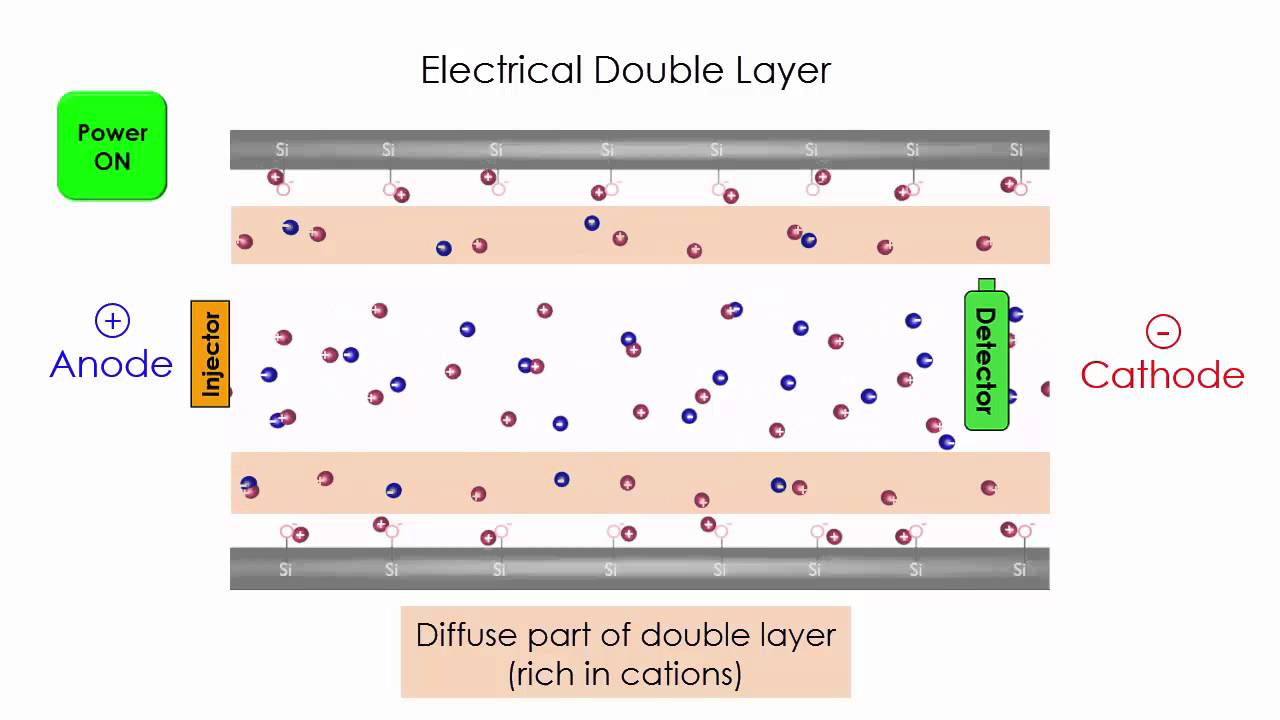 Electrical Double Layer
Power
ON
Si Si Si Si Si Si Si Si
+
Anode
Injector
Detector
-
Cathode
Si Si Si Si Si Si Si Si
Diffuse part of double layer
(rich in cations)